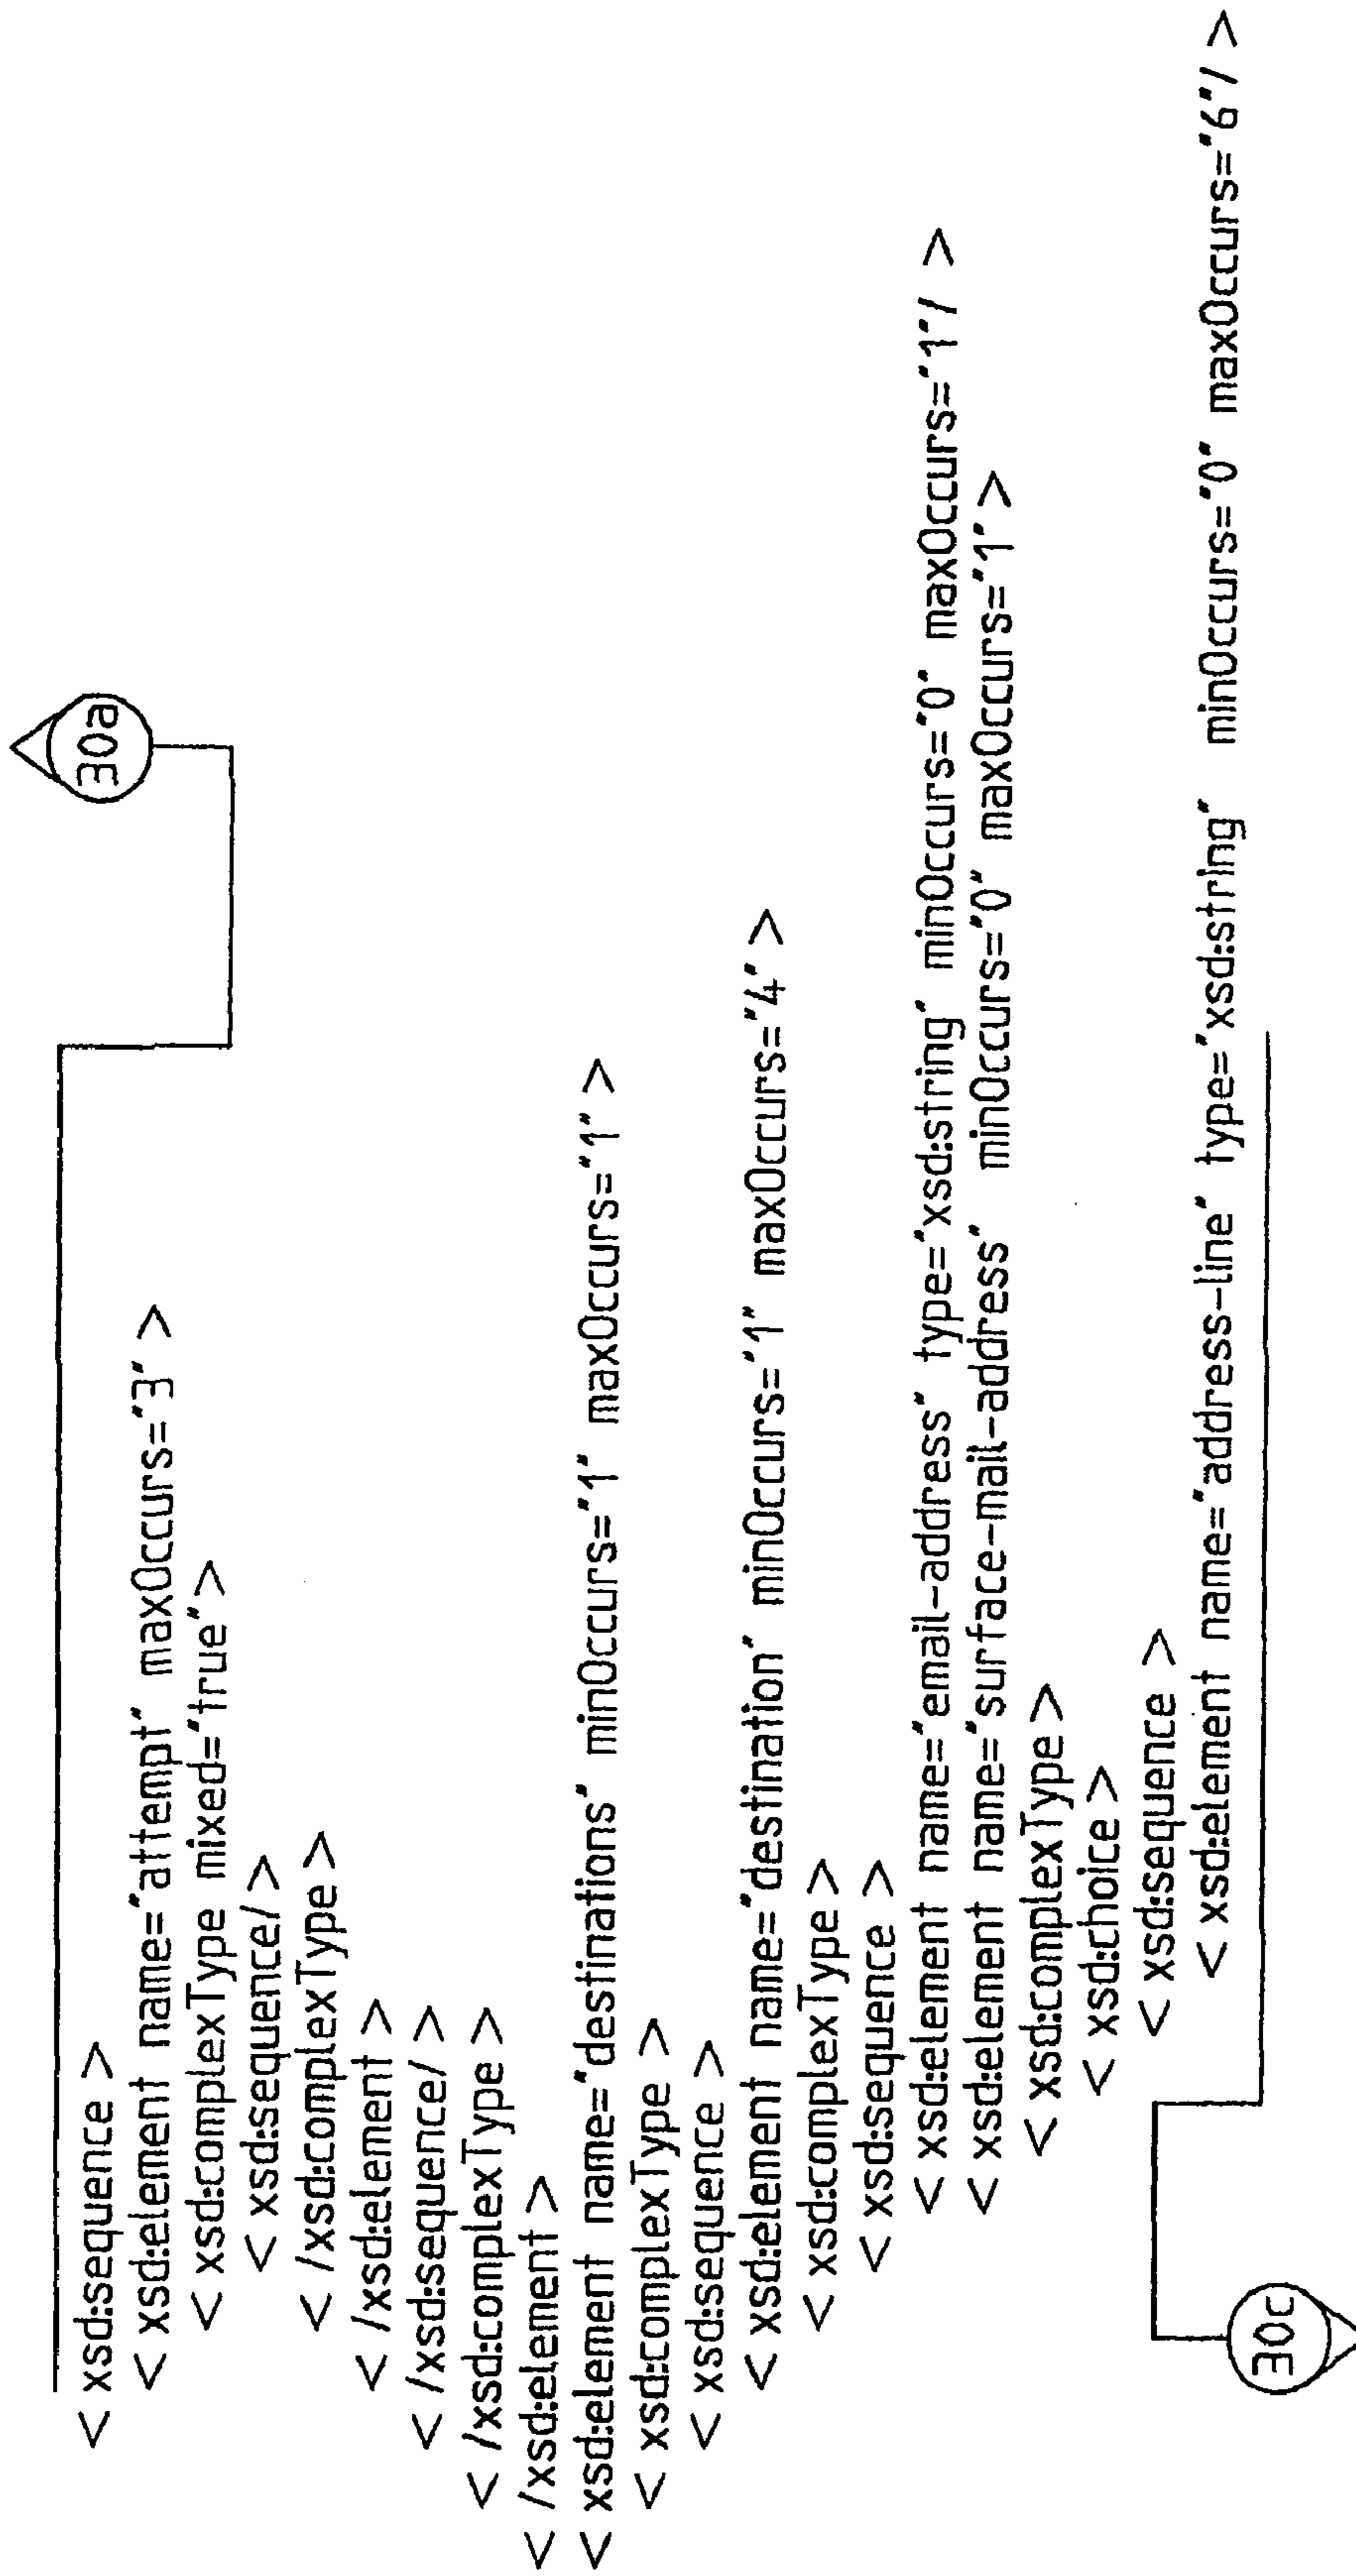 30a
< xsd:sequence >
< xsd:element name="attempt" maxOccurs="3" >
< xsd:complexType mixed="true" >
< xsd:sequence/>
< /xsd:complexType >
< /xsd:element >
< /xsd:sequence/ >
< /xsd:complexType >
< /xsd:element >
< xsd:element name="destinations" minOccurs="1" maxOccurs="1" >
< xsd:complexType >
< xsd:sequence >
< xsd:element name="destination" minOccurs="1" maxOccurs="4" >
< xsd:complexType >
< xsd:sequence >
< xsd:element name="email-address" type="xsd:string" minOccurs="0" maxOccurs="1"/ >
< xsd:element name="surface-mail-address" minOccurs="0" maxOccurs="1" >
< xsd:complexType >
< xsd:choice >
< xsd:sequence >
< xsd:element name="address-line" type="xsd:string" minOccurs="0" maxOccurs="6"/ >
30c